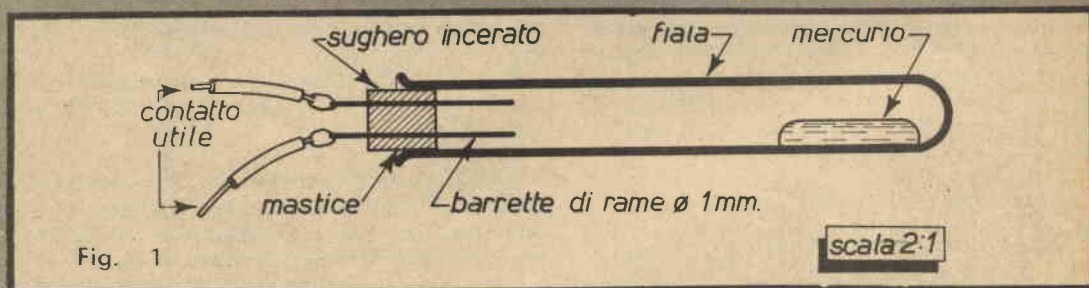 sughero incerato
fiala
mercurio
contatto
utile
mastice
barrette di rame ø 1mm.
Fig. 1
scala 2:1